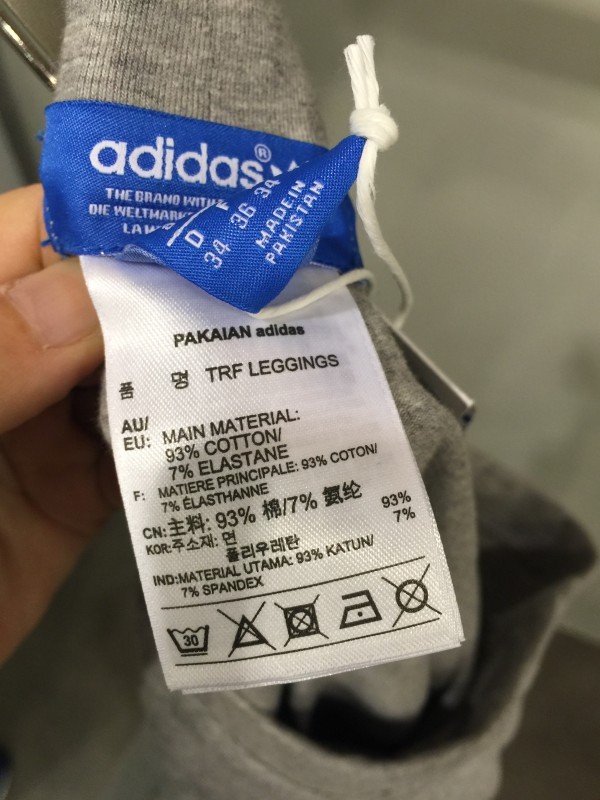 adidas®
THE BRAND WITH
DIE WELTMARK
LA
D 34 36 34
MADE IN
PAKISTAN
PAKAIAN adidas
품 명 TRF LEGGINGS
AU/
EU: MAIN MATERIAL:
93% COTTON/
7% ELASTANE
F: MATIERE PRINCIPALE: 93% COTON/
7% ÉLASTHANNE
CN: 主料: 93% 棉/7% 氨纶
KOR: 주소재: 면 93%
폴리우레탄 7%
IND: MATERIAL UTAMA: 93% KATUN/
7% SPANDEX
30